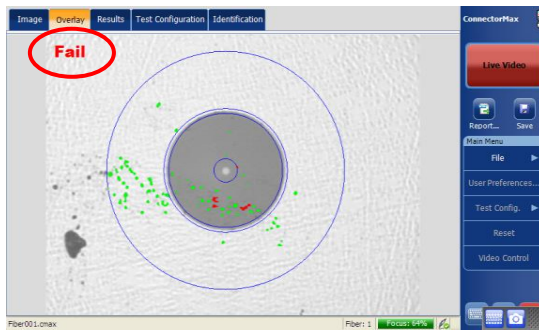 Image Overlay Results Test Configuration Identification
ConnectorMax
Fail
Live Video
Report... Save
Main Menu
File
User Preferences...
Test Config.
Reset
Video Control
Fiber001.cmax
Fiber: 1
Focus: 64%